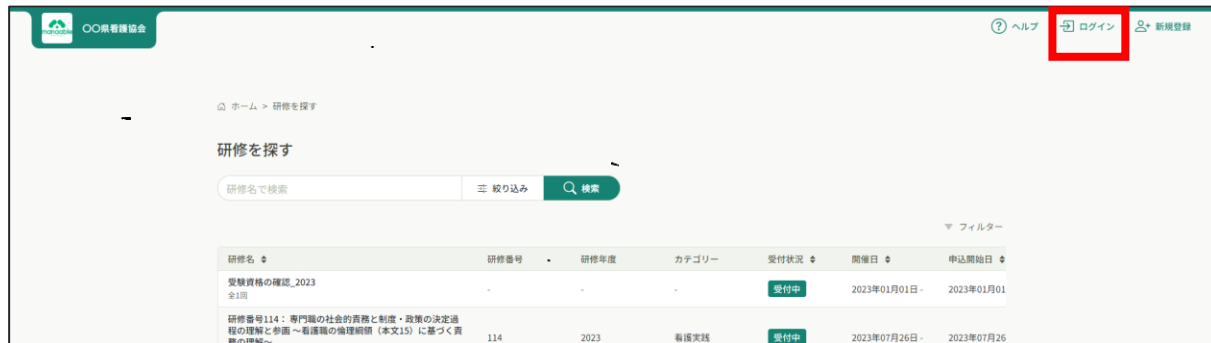 manaable
〇〇県看護協会
ヘルプ
ログイン
新規登録
ホーム > 研修を探す
研修を探す
研修名で検索
絞り込み
検索
フィルター
研修名 研修番号 研修年度 カテゴリー 受付状況 開催日 申込開始日
受験資格の確認_2023
全1回
- - - 受付中 2023年01月01日 - 2023年01月01
研修番号114： 専門職の社会的責務と制度・政策の決定過
程の理解と参画 ～看護職の倫理綱領（本文15）に基づく責
務の理解～
114 2023 看護実践 受付中 2023年07月26日 - 2023年07月26